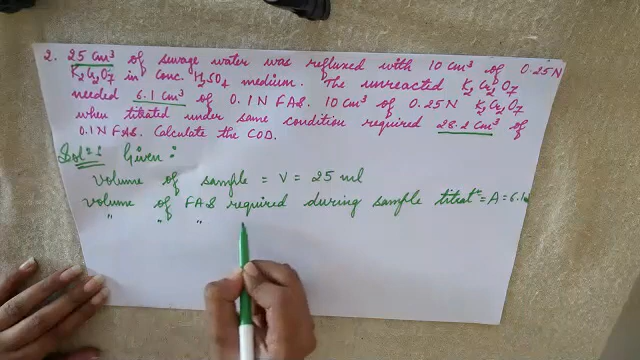 2. 25 cm³ of sewage water was refluxed with 10 cm³ of 0.25N
K₂Cr₂O₇ in conc. H₂SO₄ medium. The unreacted K₂Cr₂O₇
needed 6.1 cm³ of 0.1N FAS. 10 cm³ of 0.25N K₂Cr₂O₇
when titrated under same condition required 28.2 cm³ of
0.1N FAS. Calculate the COD.
Sol: Given :
Volume of sample = V = 25 ml
Volume of FAS required during sample titratⁿ = A = 6.1
" " "